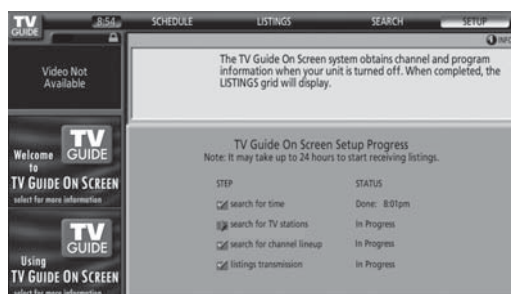 TV
GUIDE
8:54
SCHEDULE
LISTINGS
SEARCH
SETUP
INFO
Video Not
Available
The TV Guide On Screen system obtains channel and program
information when your unit is turned off. When completed, the
LISTINGS grid will display.
Welcome
to
TV
GUIDE
TV GUIDE ON SCREEN
select for more information
Using
TV
GUIDE
TV GUIDE ON SCREEN
select for more information
TV Guide On Screen Setup Progress
Note: It may take up to 24 hours to start receiving listings.
STEP STATUS
search for time Done: 8:01pm
search for TV stations In Progress
search for channel lineup In Progress
listings transmission In Progress